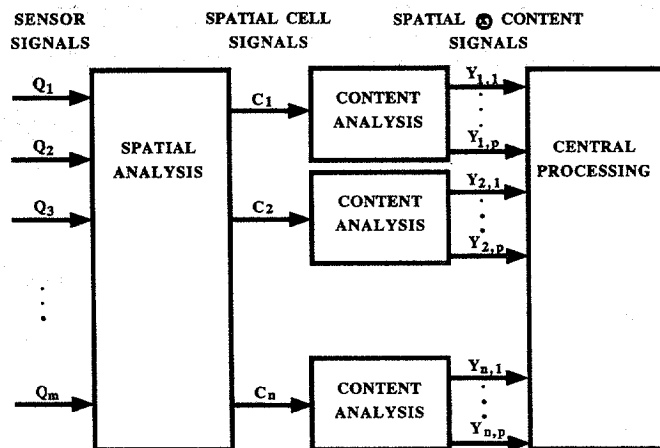 SENSOR SIGNALS
SPATIAL CELL SIGNALS
SPATIAL ⊗ CONTENT SIGNALS
Q1
Q2
Q3
Qm
SPATIAL ANALYSIS
C1
C2
Cn
CONTENT ANALYSIS
CONTENT ANALYSIS
CONTENT ANALYSIS
Y1,1
Y1,p
Y2,1
Y2,p
Yn,1
Yn,p
CENTRAL PROCESSING